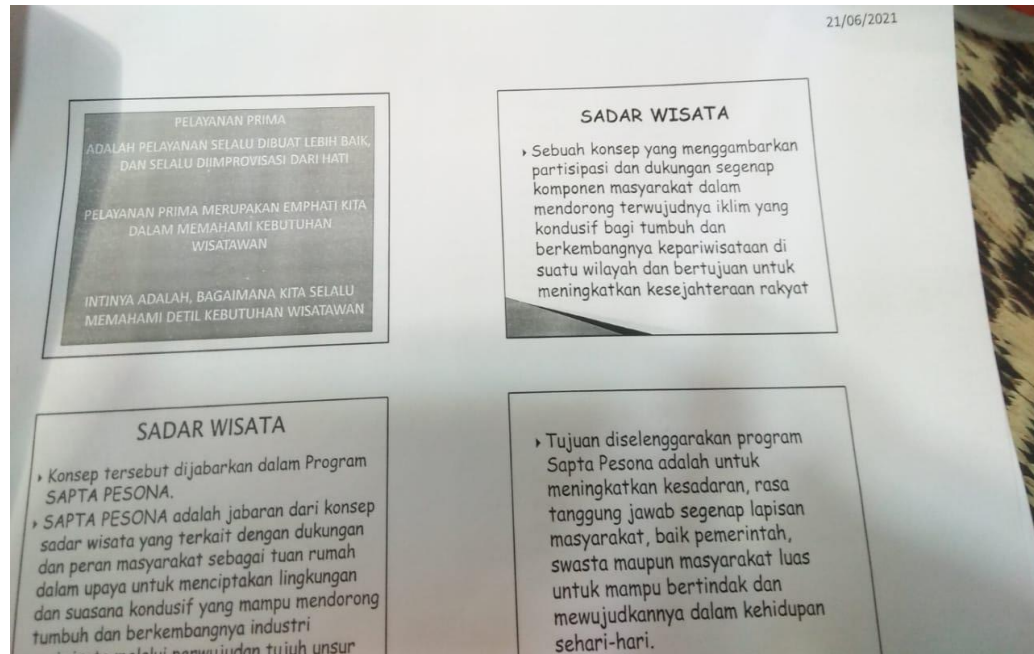 21/06/2021
PELAYANAN PRIMA
ADALAH PELAYANAN SELALU DIBUAT LEBIH BAIK,
DAN SELALU DIIMPROVISASI DARI HATI
PELAYANAN PRIMA MERUPAKAN EMPHATI KITA
DALAM MEMAHAMI KEBUTUHAN
WISATAWAN
INTINYA ADALAH, BAGAIMANA KITA SELALU
MEMAHAMI DETIL KEBUTUHAN WISATAWAN
SADAR WISATA
Sebuah konsep yang menggambarkan
partisipasi dan dukungan segenap
komponen masyarakat dalam
mendorong terwujudnya iklim yang
kondusif bagi tumbuh dan
berkembangnya kepariwisataan di
suatu wilayah dan bertujuan untuk
meningkatkan kesejahteraan rakyat
SADAR WISATA
Konsep tersebut dijabarkan dalam Program
SAPTA PESONA.
SAPTA PESONA adalah jabaran dari konsep
sadar wisata yang terkait dengan dukungan
dan peran masyarakat sebagai tuan rumah
dalam upaya untuk menciptakan lingkungan
dan suasana kondusif yang mampu mendorong
tumbuh dan berkembangnya industri
perwujudan tujuh unsur
Tujuan diselenggarakan program
Sapta Pesona adalah untuk
meningkatkan kesadaran, rasa
tanggung jawab segenap lapisan
masyarakat, baik pemerintah,
swasta maupun masyarakat luas
untuk mampu bertindak dan
mewujudkannya dalam kehidupan
sehari-hari.